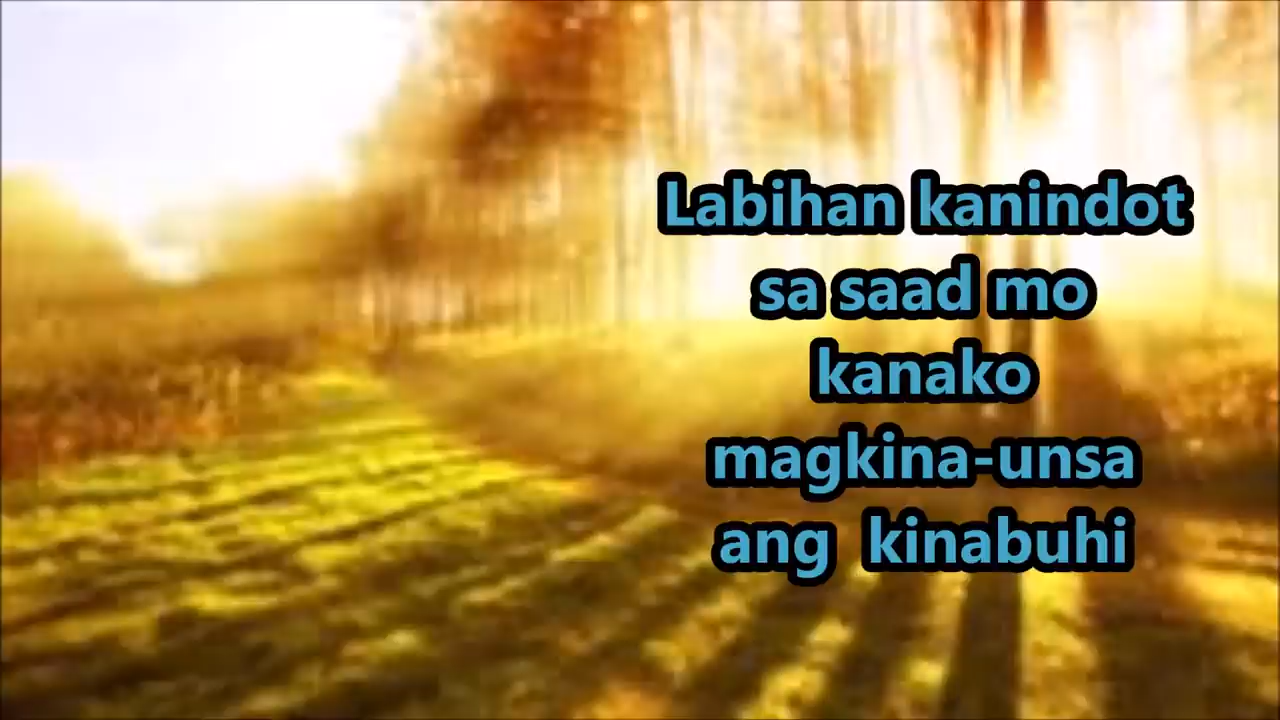 Labihan kanindot
sa saad mo
kanako
magkina-unsa
ang kinabuhi